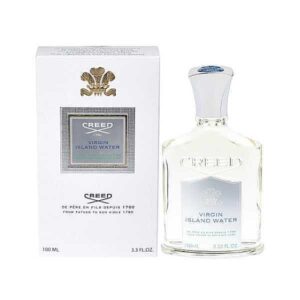 CREED
VIRGIN
ISLAND WATER
CREED
DE PÈRE EN FILS DEPUIS 1760
FROM FATHER TO SON SINCE 1760
100 ML
3.3 FL.OZ.
CREED
VIRGIN
ISLAND WATER